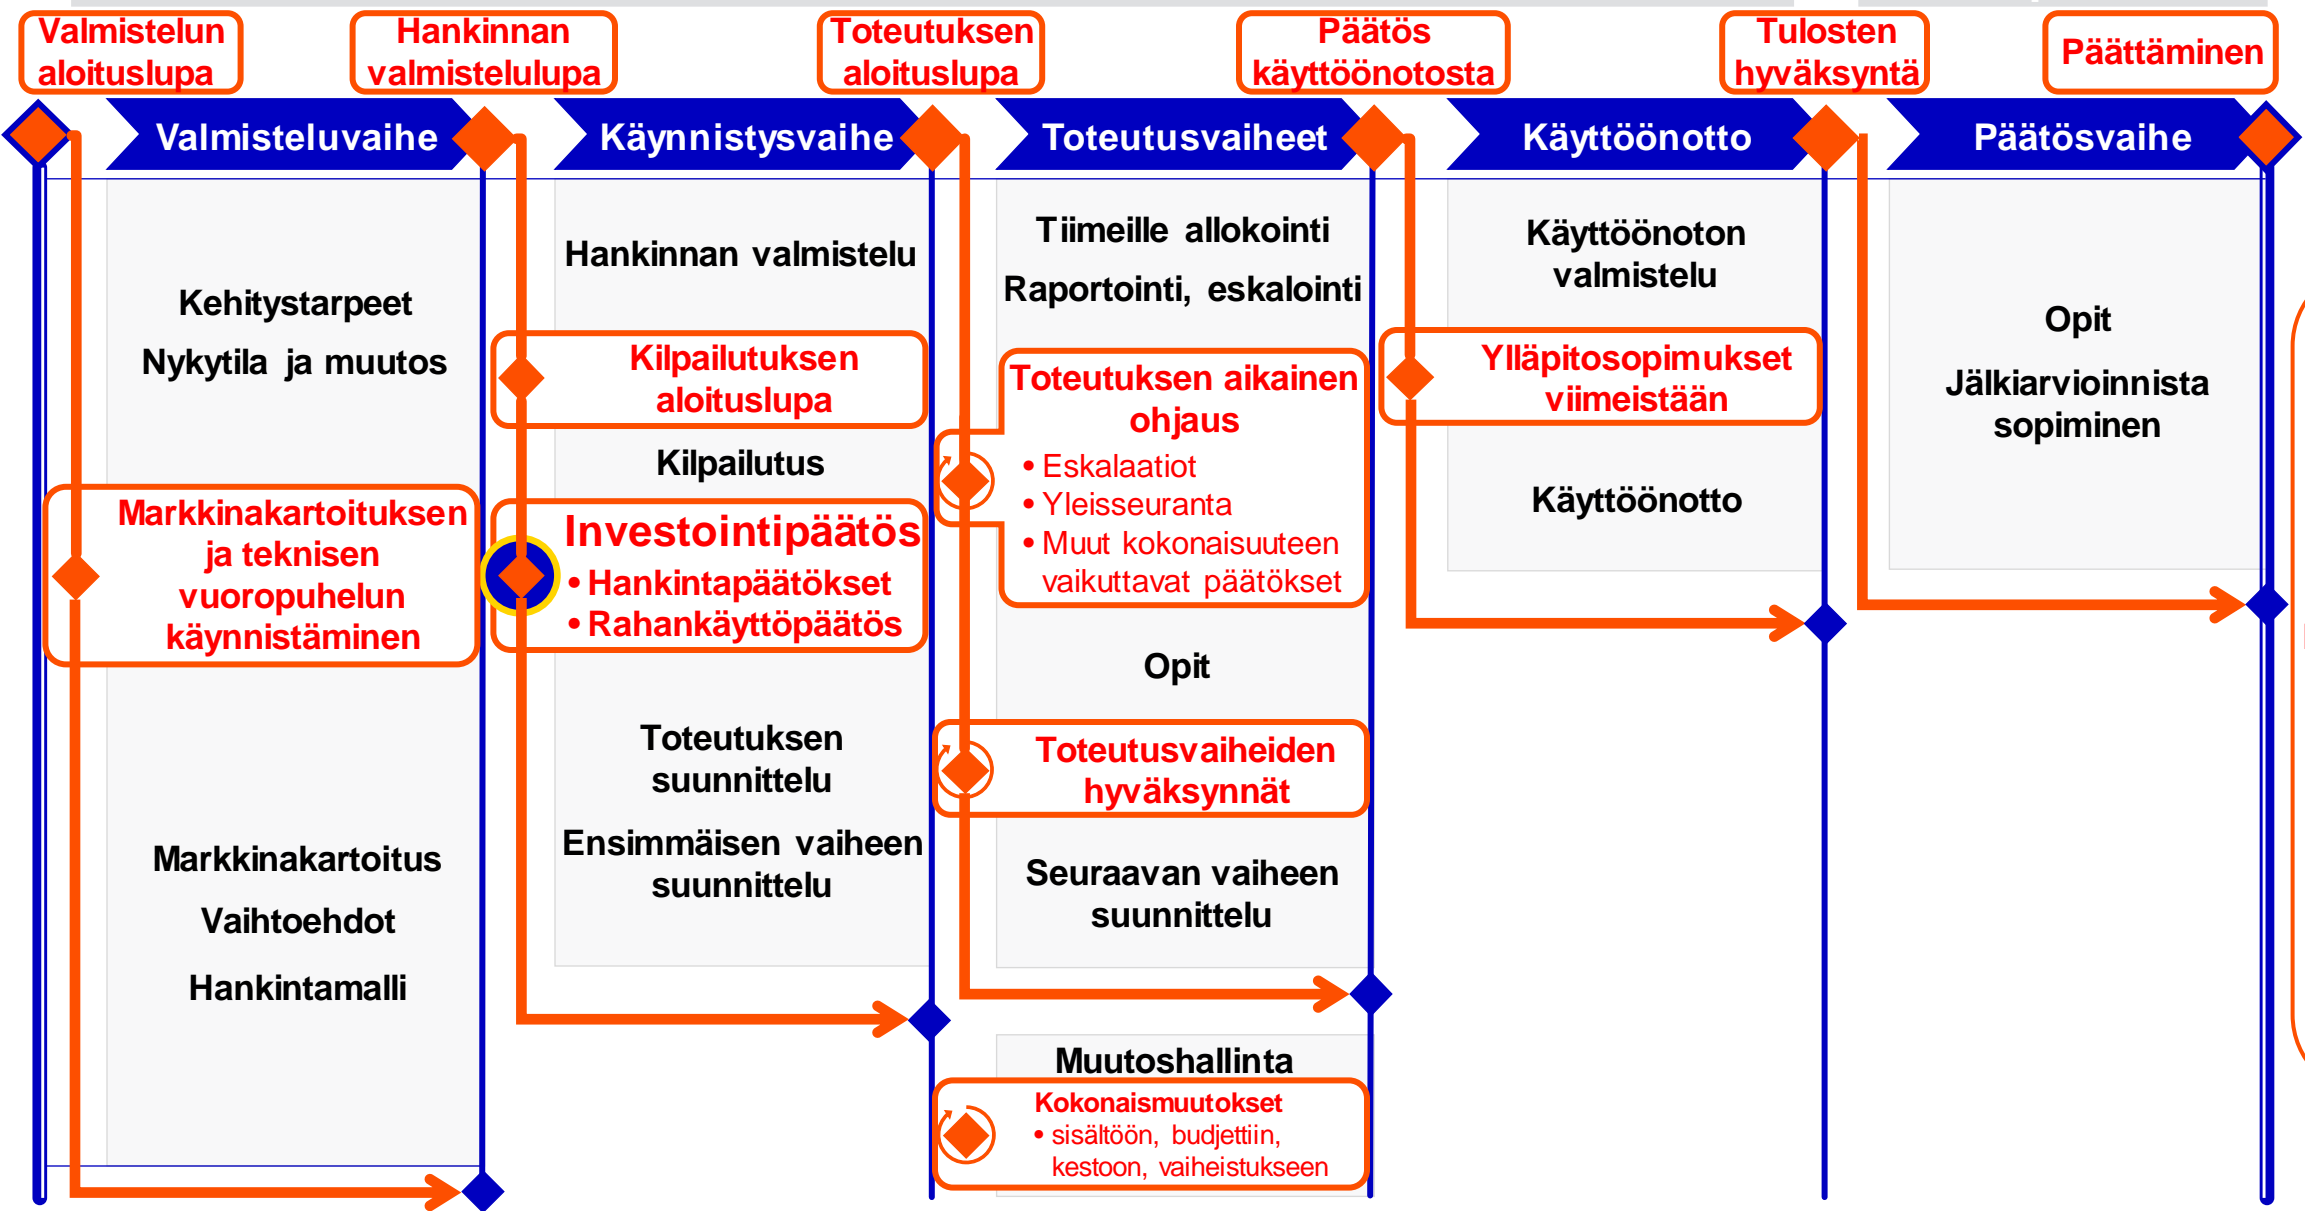 Valmistelun
aloituslupa
Hankinnan
valmistelulupa
Toteutuksen
aloituslupa
Päätös
käyttöönotosta
Tulosten
hyväksyntä
Päättäminen
Valmisteluvaihe
Käynnistysvaihe
Toteutusvaiheet
Käyttöönotto
Päätösvaihe
Kehitystarpeet
Nykytila ja muutos
Markkinakartoituksen
ja teknisen
vuoropuhelun
käynnistäminen
Markkinakartoitus
Vaihtoehdot
Hankintamalli
Hankinnan valmistelu
Kilpailutuksen
aloituslupa
Kilpailutus
Investointipäätös
• Hankintapäätökset
• Rahankäyttöpäätös
Toteutuksen
suunnittelu
Ensimmäisen vaiheen
suunnittelu
Tiimeille allokointi
Raportointi, eskalointi
Toteutuksen aikainen
ohjaus
• Eskalaatiot
• Yleisseuranta
• Muut kokonaisuuteen
vaikuttavat päätökset
Opit
Toteutusvaiheiden
hyväksynnät
Seuraavan vaiheen
suunnittelu
Muutoshallinta
Kokonaismuutokset
• sisältöön, budjettiin,
kestoon, vaiheistukseen
Käyttöönoton
valmistelu
Ylläpitosopimukset
viimeistään
Käyttöönotto
Opit
Jälkiarvioinnista
sopiminen